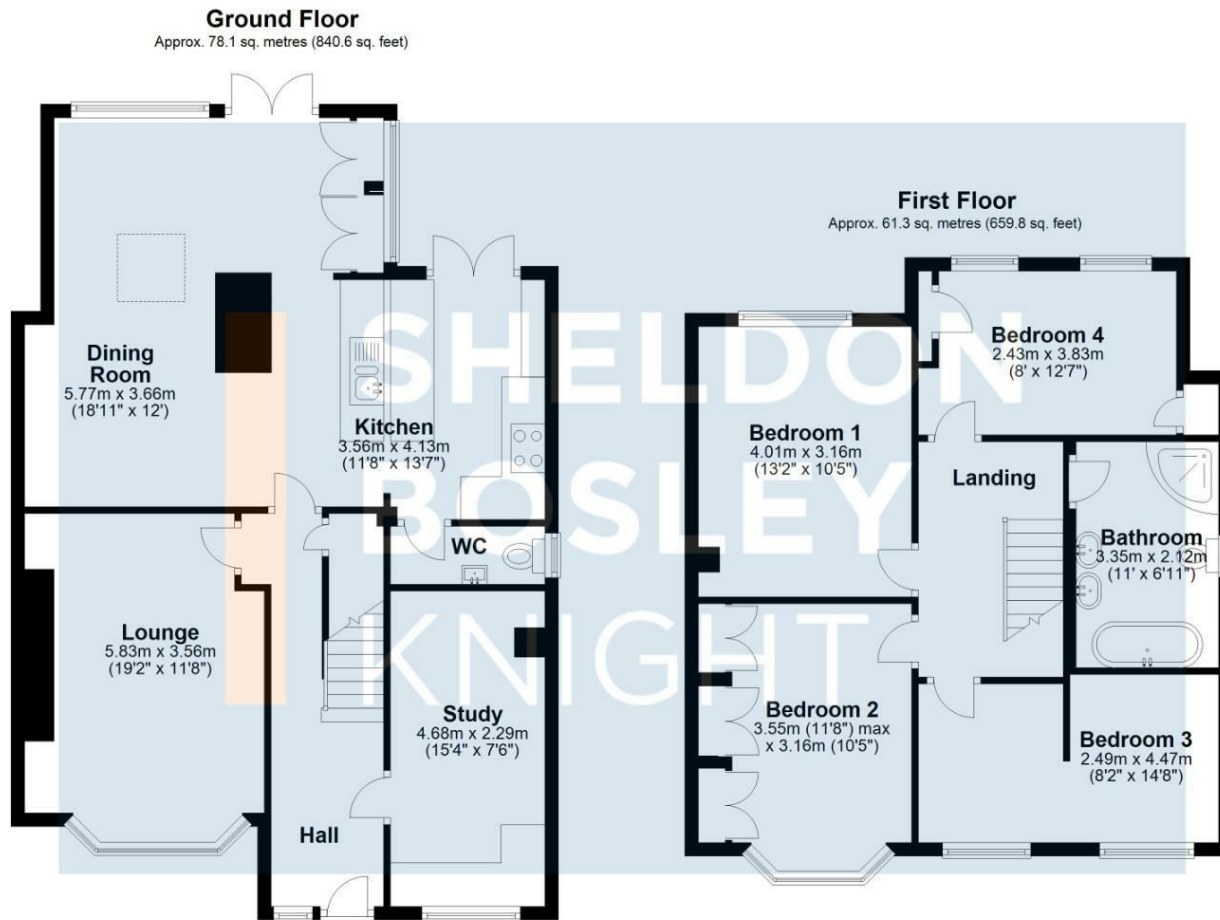 Ground Floor
Approx. 78.1 sq. metres (840.6 sq. feet)
First Floor
Approx. 61.3 sq. metres (659.8 sq. feet)
Dining
Room
5.77m x 3.66m
(18'11" x 12')
Kitchen
3.56m x 4.13m
(11'8" x 13'7")
WC
Lounge
5.83m x 3.56m
(19'2" x 11'8")
Study
4.68m x 2.29m
(15'4" x 7'6")
Hall
Bedroom 4
2.43m x 3.83m
(8' x 12'7")
Bedroom 1
4.01m x 3.16m
(13'2" x 10'5")
Landing
Bathroom
3.35m x 2.12m
(11' x 6'11")
Bedroom 2
3.55m (11'8") max
x 3.16m (10'5")
Bedroom 3
2.49m x 4.47m
(8'2" x 14'8")
SHELDON
BOSLEY
KNIGHT